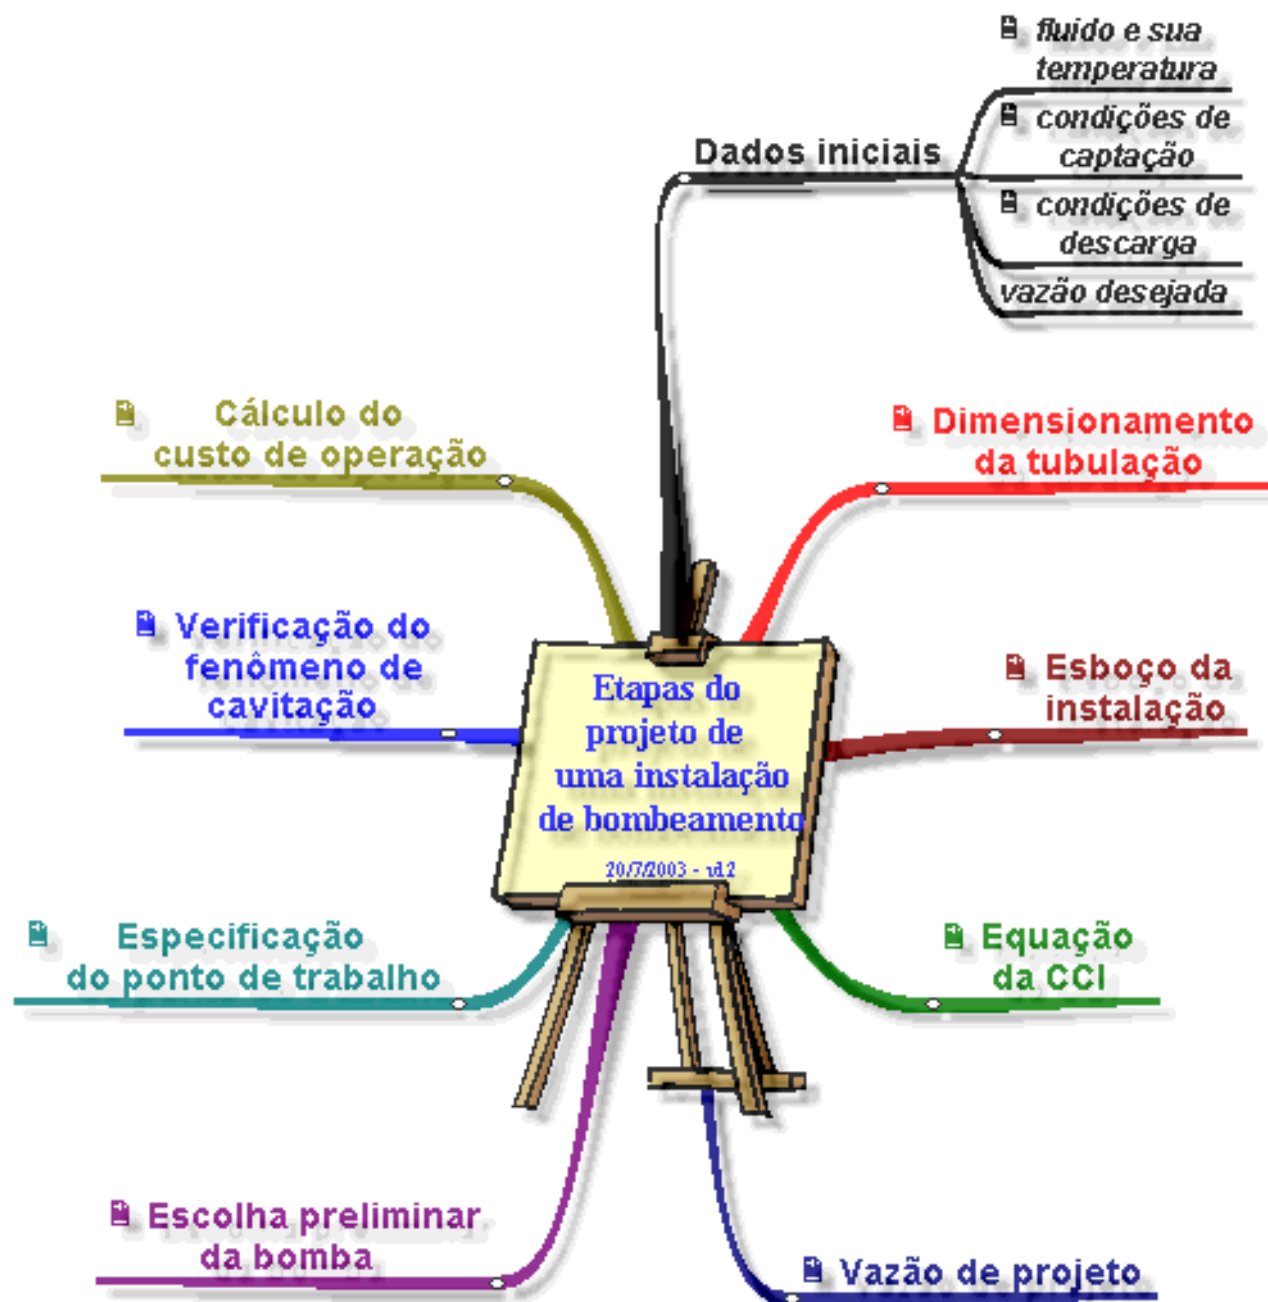 Etapas do
projeto de
uma instalação
de bombeamento
20/7/2003 - v1.2
Dados iniciais
fluido e sua
temperatura
condições de
captação
condições de
descarga
vazão desejada
Dimensionamento
da tubulação
Esboço da
instalação
Equação
da CCI
Vazão de projeto
Escolha preliminar
da bomba
Especificação
do ponto de trabalho
Verificação do
fenômeno de
cavitação
Cálculo do
custo de operação